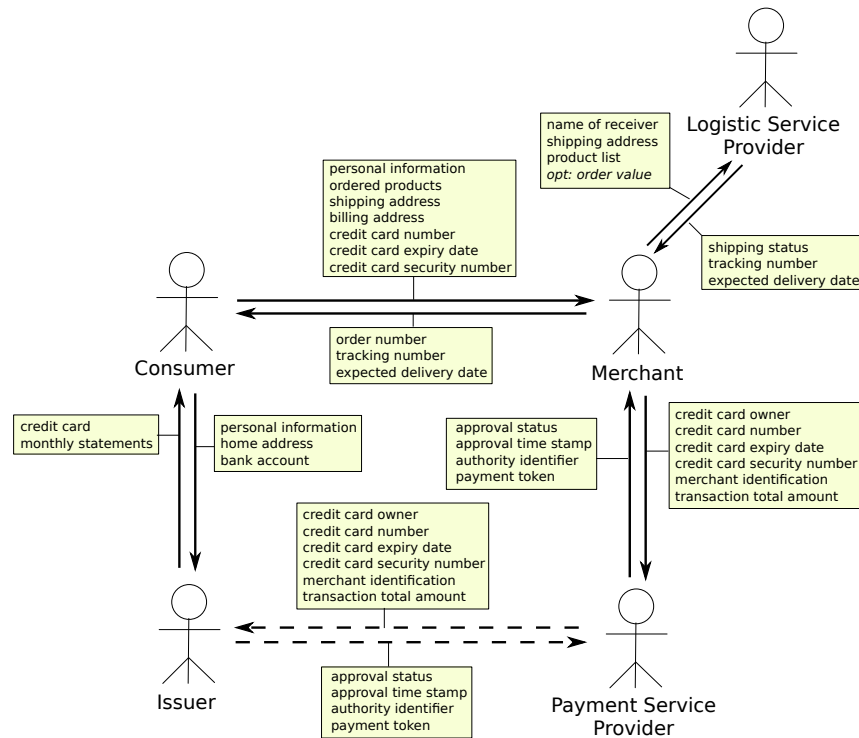 Logistic Service
Provider
name of receiver
shipping address
product list
opt: order value
personal information
ordered products
shipping address
billing address
credit card number
credit card expiry date
credit card security number
shipping status
tracking number
expected delivery date
order number
tracking number
expected delivery date
Consumer
Merchant
credit card
monthly statements
personal information
home address
bank account
approval status
approval time stamp
authority identifier
payment token
credit card owner
credit card number
credit card expiry date
credit card security number
merchant identification
transaction total amount
credit card owner
credit card number
credit card expiry date
credit card security number
merchant identification
transaction total amount
approval status
approval time stamp
authority identifier
payment token
Issuer
Payment Service
Provider